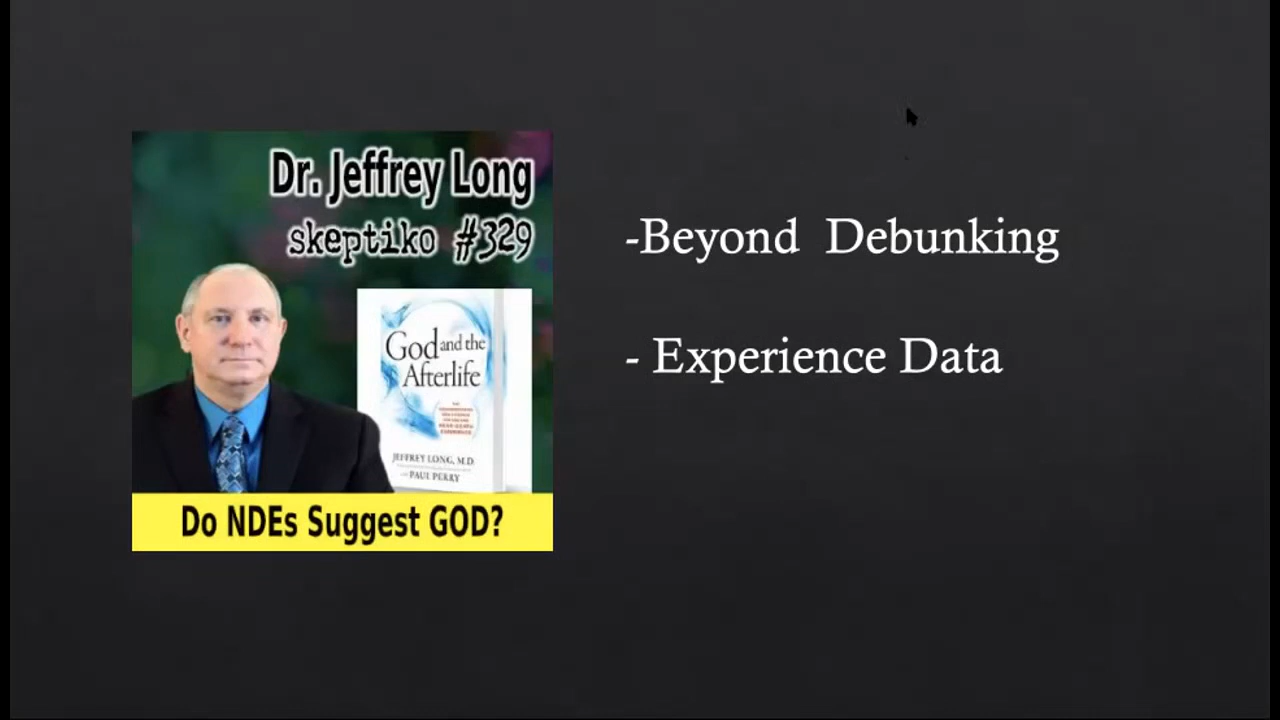 Dr. Jeffrey Long
skeptiko #329
God and the
Afterlife
JEFFREY LONG, M.D.
PAUL PERRY
Do NDEs Suggest GOD?
-Beyond Debunking
- Experience Data